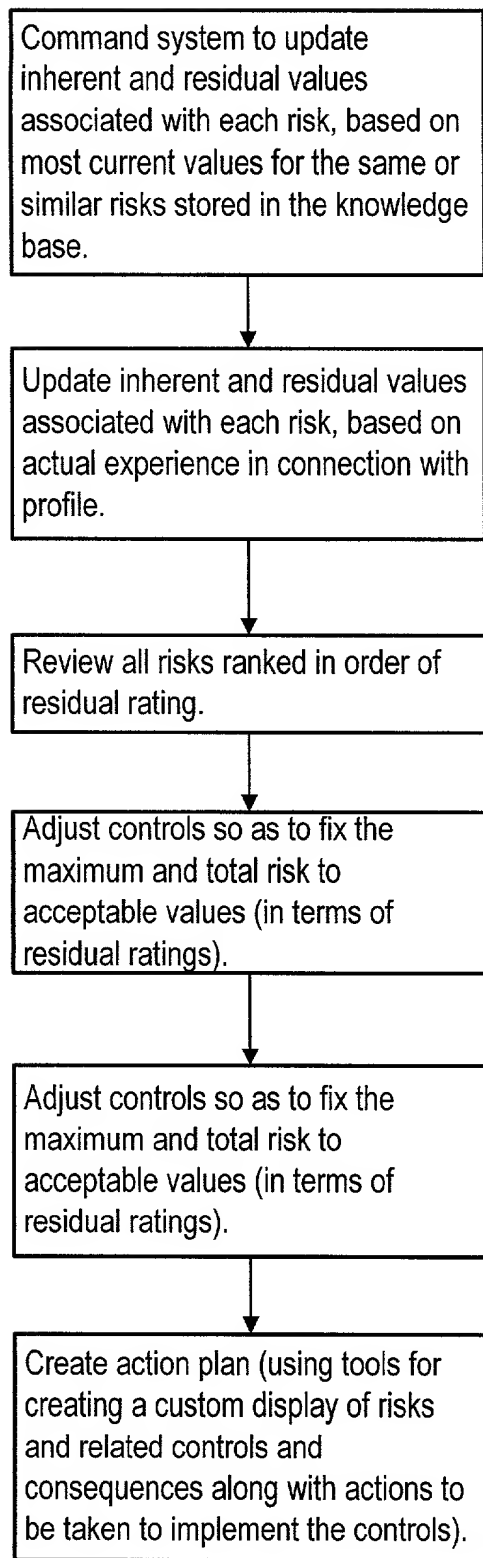 Command system to update
inherent and residual values
associated with each risk, based on
most current values for the same or
similar risks stored in the knowledge
base.
Update inherent and residual values
associated with each risk, based on
actual experience in connection with
profile.
Review all risks ranked in order of
residual rating.
Adjust controls so as to fix the
maximum and total risk to
acceptable values (in terms of
residual ratings).
Adjust controls so as to fix the
maximum and total risk to
acceptable values (in terms of
residual ratings).
Create action plan (using tools for
creating a custom display of risks
and related controls and
consequences along with actions to
be taken to implement the controls).